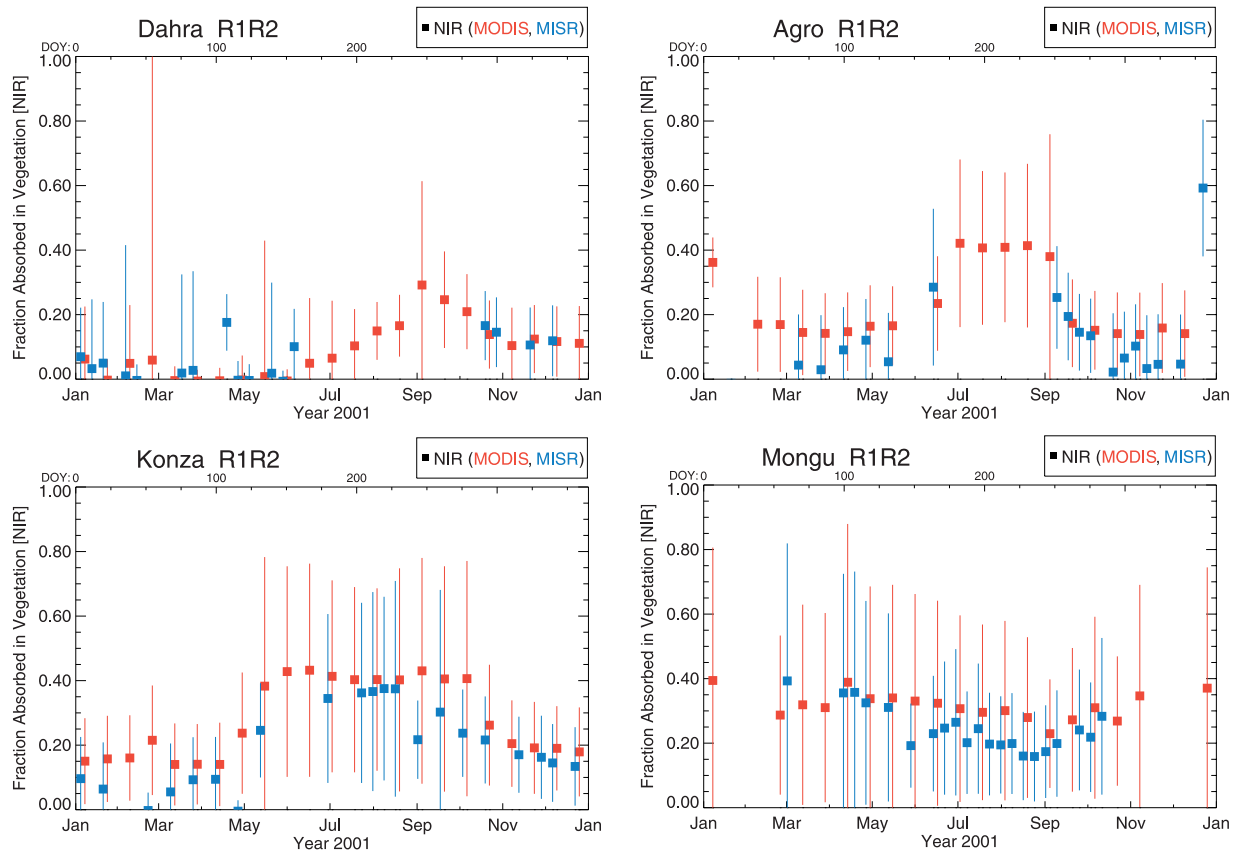 Dahra R1R2
NIR (MODIS, MISR)
DOY: 0 100 200
1.00
0.80
0.60
0.40
0.20
0.00
Fraction Absorbed in Vegetation [NIR]
Jan Mar May Jul Sep Nov Jan
Year 2001
Agro R1R2
NIR (MODIS, MISR)
DOY: 0 100 200
1.00
0.80
0.60
0.40
0.20
0.00
Fraction Absorbed in Vegetation [NIR]
Jan Mar May Jul Sep Nov Jan
Year 2001
Konza R1R2
NIR (MODIS, MISR)
DOY: 0 100 200
1.00
0.80
0.60
0.40
0.20
0.00
Fraction Absorbed in Vegetation [NIR]
Jan Mar May Jul Sep Nov Jan
Year 2001
Mongu R1R2
NIR (MODIS, MISR)
DOY: 0 100 200
1.00
0.80
0.60
0.40
0.20
0.00
Fraction Absorbed in Vegetation [NIR]
Jan Mar May Jul Sep Nov Jan
Year 2001